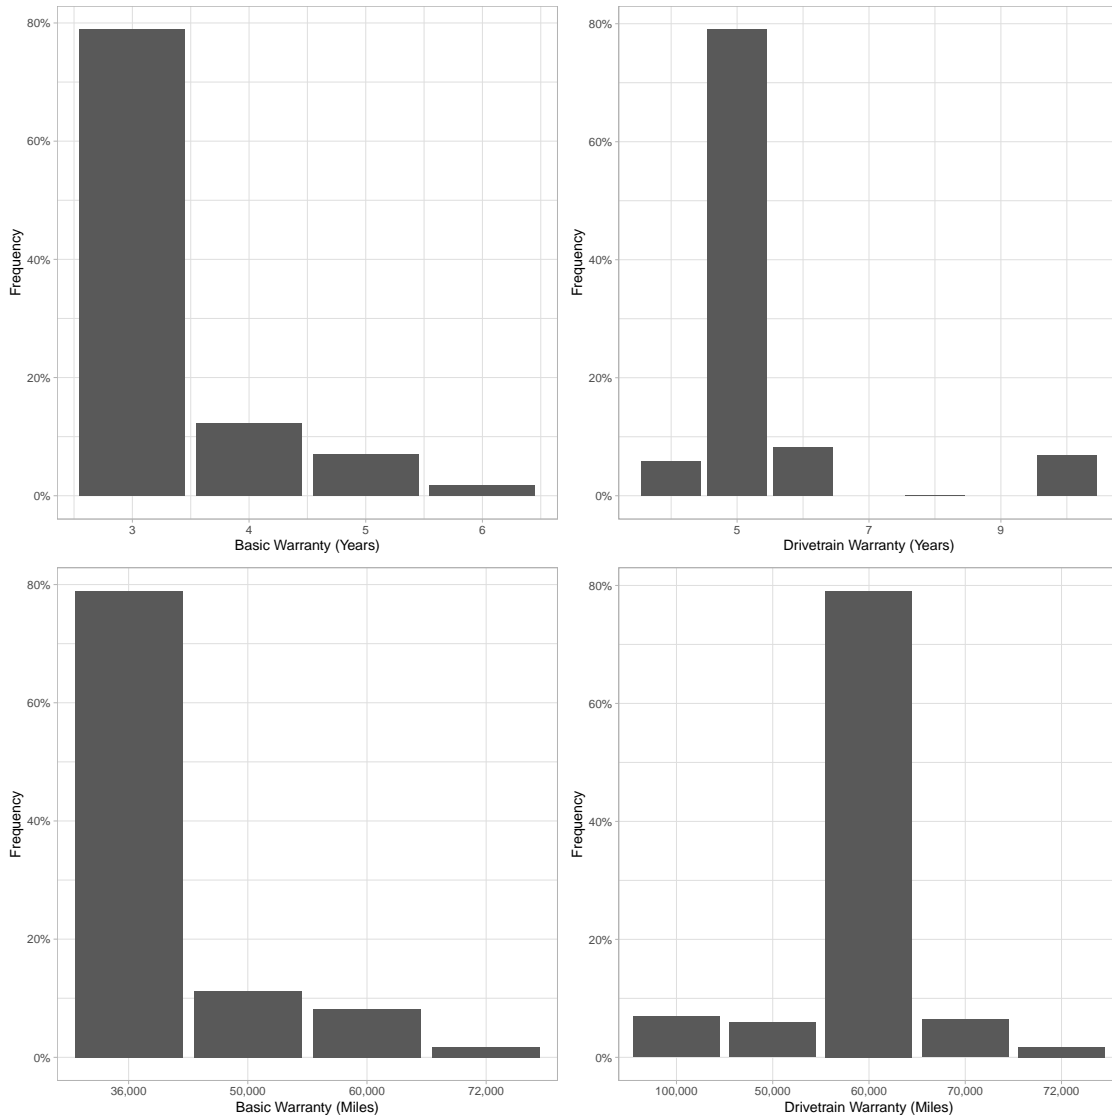 80%
60%
40%
20%
0%
Frequency
3 4 5 6
Basic Warranty (Years)
80%
60%
40%
20%
0%
Frequency
5 7 9
Drivetrain Warranty (Years)
80%
60%
40%
20%
0%
Frequency
36,000 50,000 60,000 72,000
Basic Warranty (Miles)
80%
60%
40%
20%
0%
Frequency
100,000 50,000 60,000 70,000 72,000
Drivetrain Warranty (Miles)